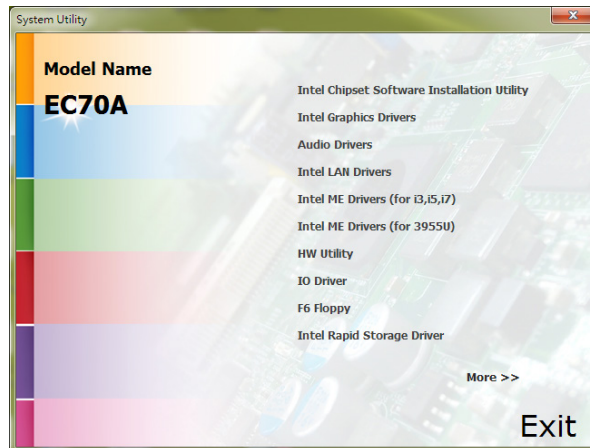 System Utility
Model Name
EC70A
Intel Chipset Software Installation Utility
Intel Graphics Drivers
Audio Drivers
Intel LAN Drivers
Intel ME Drivers (for i3,i5,i7)
Intel ME Drivers (for 3955U)
HW Utility
IO Driver
F6 Floppy
Intel Rapid Storage Driver
More >>
Exit